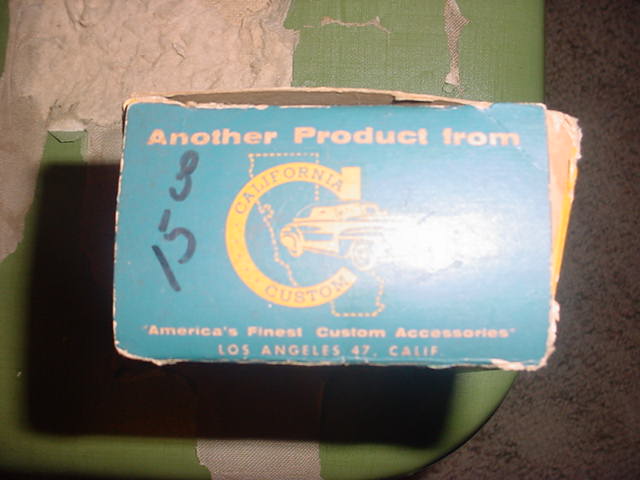 Another Product from
CALIFORNIA
CUSTOM
"America's Finest Custom Accessories"
LOS ANGELES 47, CALIF.